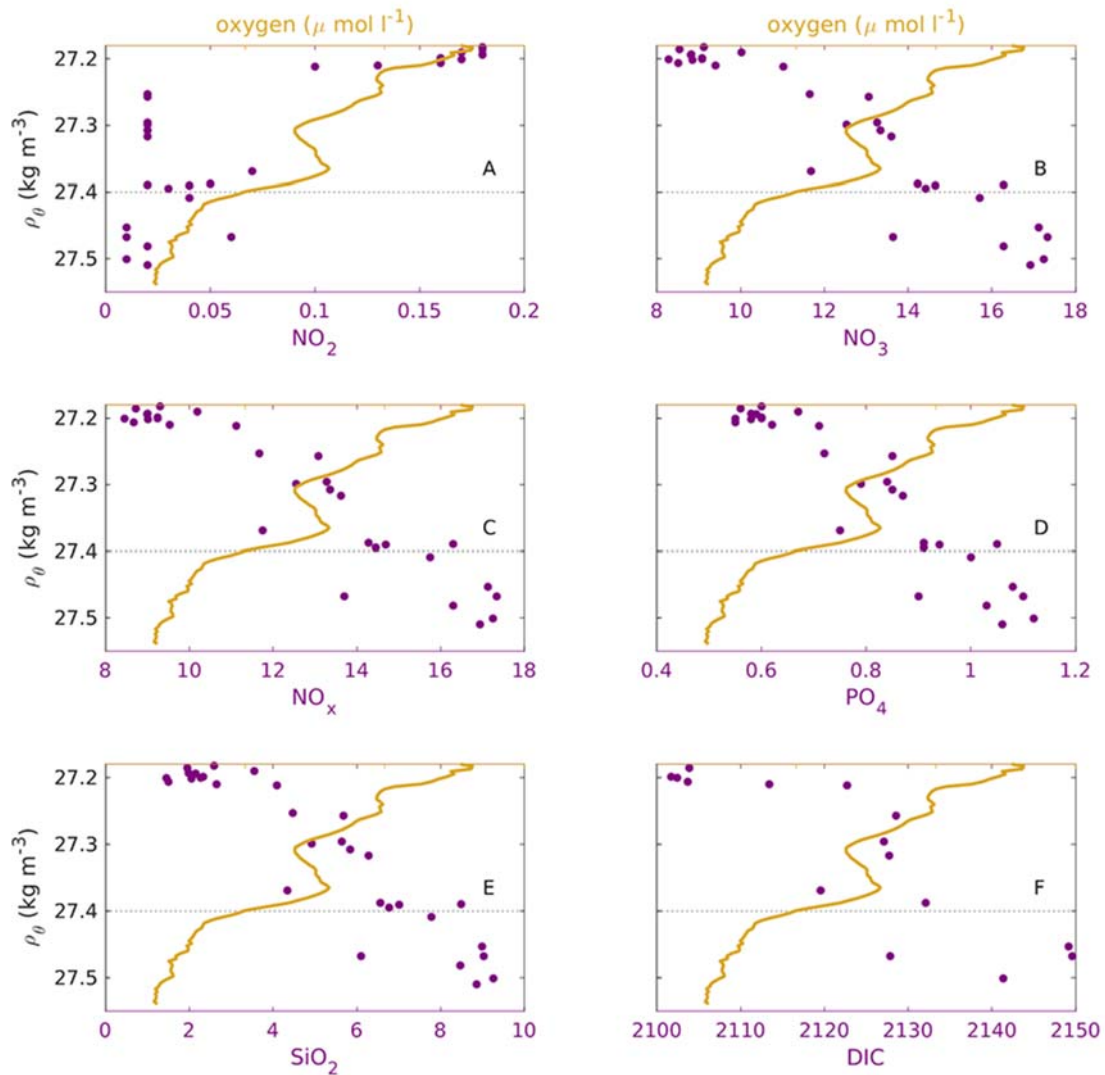 oxygen (μ mol l⁻¹) oxygen (μ mol l⁻¹)
27.2
27.3
27.4
27.5
ρθ (kg m⁻³)
A
0 0.05 0.1 0.15 0.2
NO₂
B
8 10 12 14 16 18
NO₃
27.2
27.3
27.4
27.5
ρθ (kg m⁻³)
C
8 10 12 14 16 18
NOₓ
D
0.4 0.6 0.8 1 1.2
PO₄
27.2
27.3
27.4
27.5
ρθ (kg m⁻³)
E
0 2 4 6 8 10
SiO₂
F
2100 2110 2120 2130 2140 2150
DIC